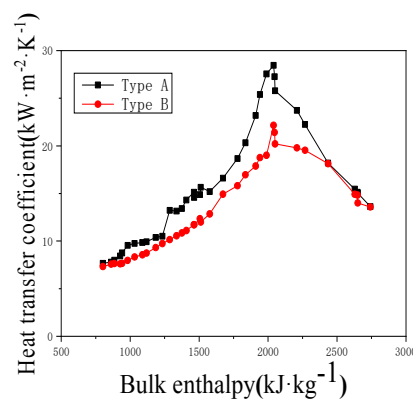 Heat transfer coefficient(kW·m-2·K-1)
30
20
10
0
Type A
Type B
500
1000
1500
2000
2500
3000
Bulk enthalpy(kJ·kg-1)